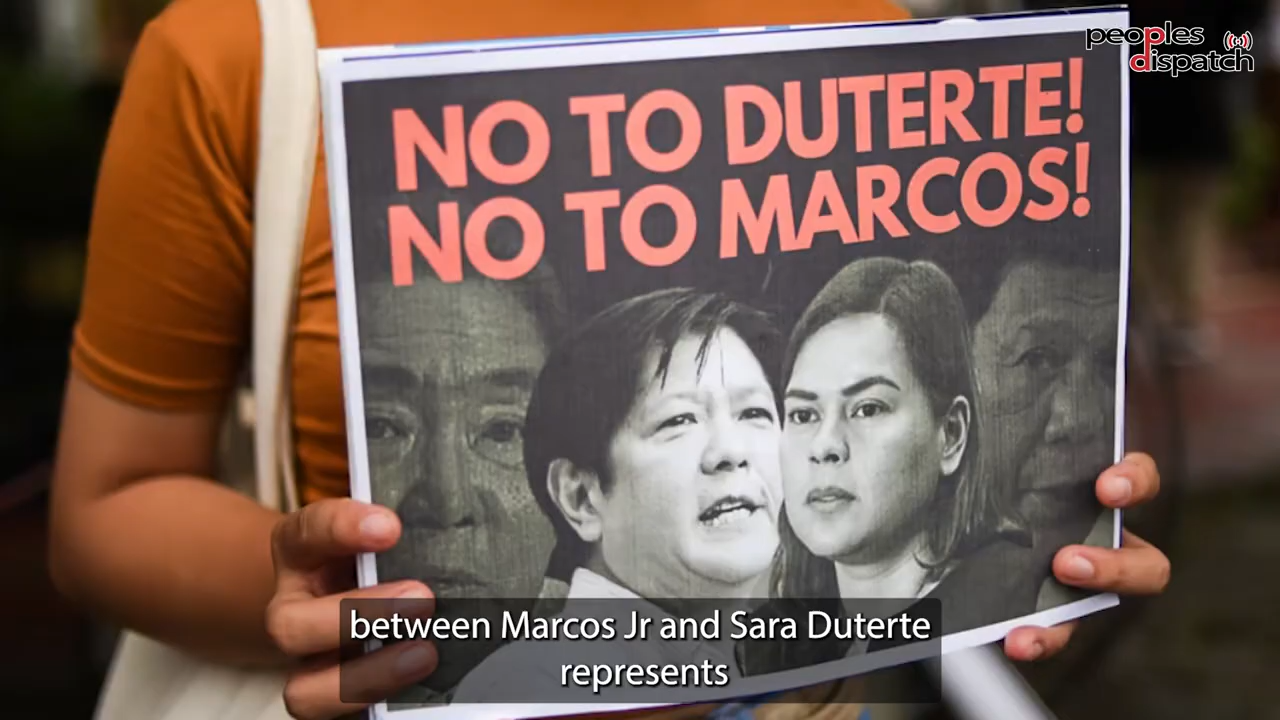 peoples
dispatch
NO TO DUTERTE!
NO TO MARCOS!
between Marcos Jr and Sara Duterte
represents